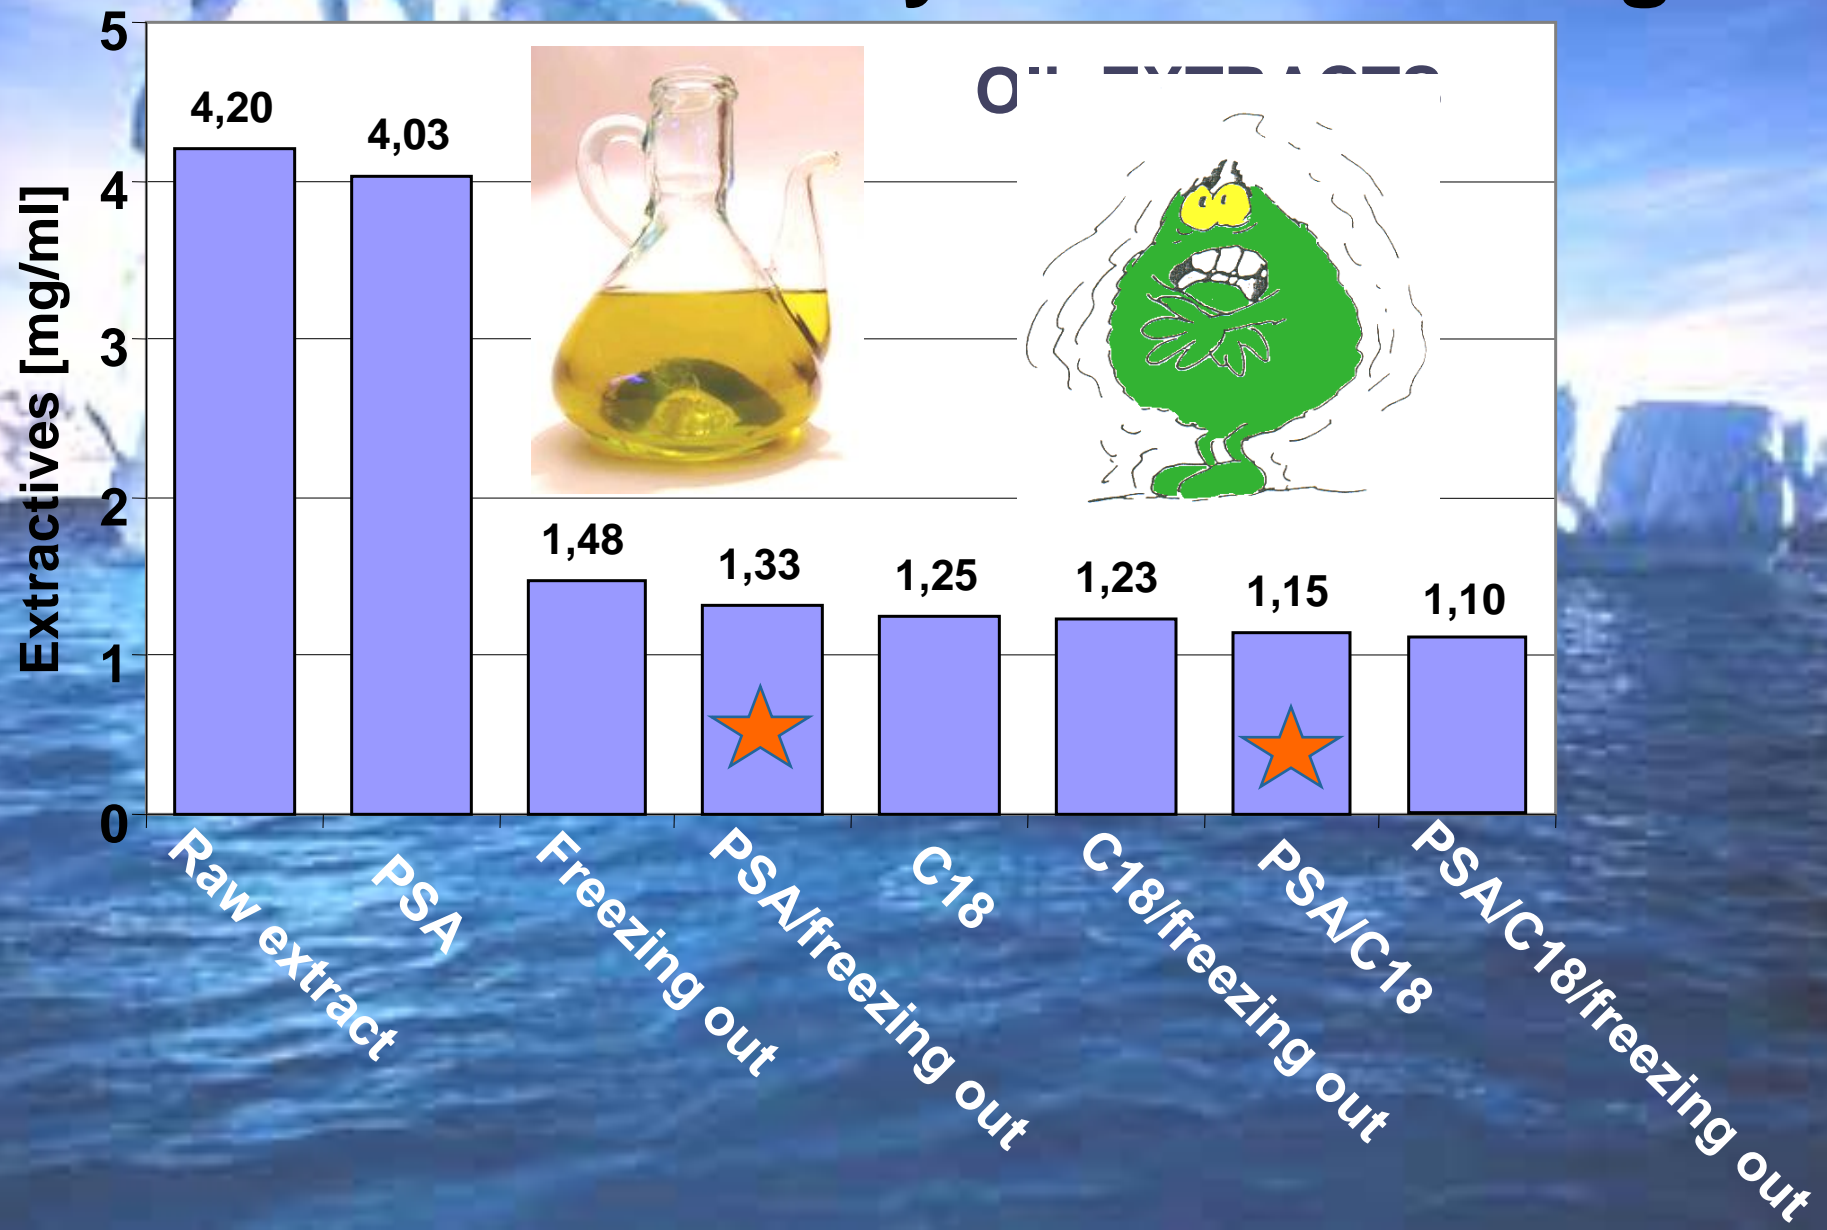 5
4
3
2
1
0
Extractives [mg/ml]
4,20
4,03
1,48
1,33
1,25
1,23
1,15
1,10
Raw extract
PSA
Freezing out
PSA/freezing out
C18
C18/freezing out
PSA/C18
PSA/C18/freezing out